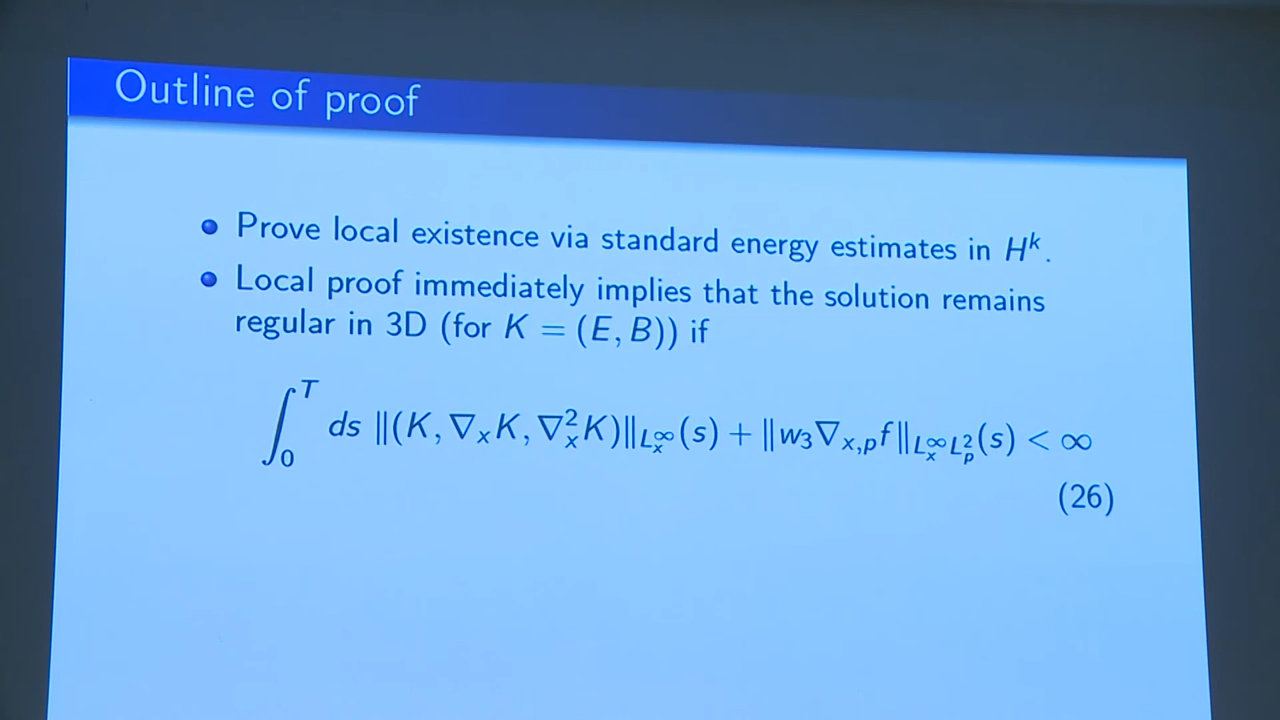 Outline of proof
Prove local existence via standard energy estimates in H^k.
Local proof immediately implies that the solution remains
regular in 3D (for K = (E, B)) if
∫_0^T ds ‖(K, ∇_x K, ∇_x^2 K)‖_{L_x^∞}(s) + ‖w_3 ∇_{x,p} f‖_{L_x^∞ L_p^2}(s) < ∞
(26)